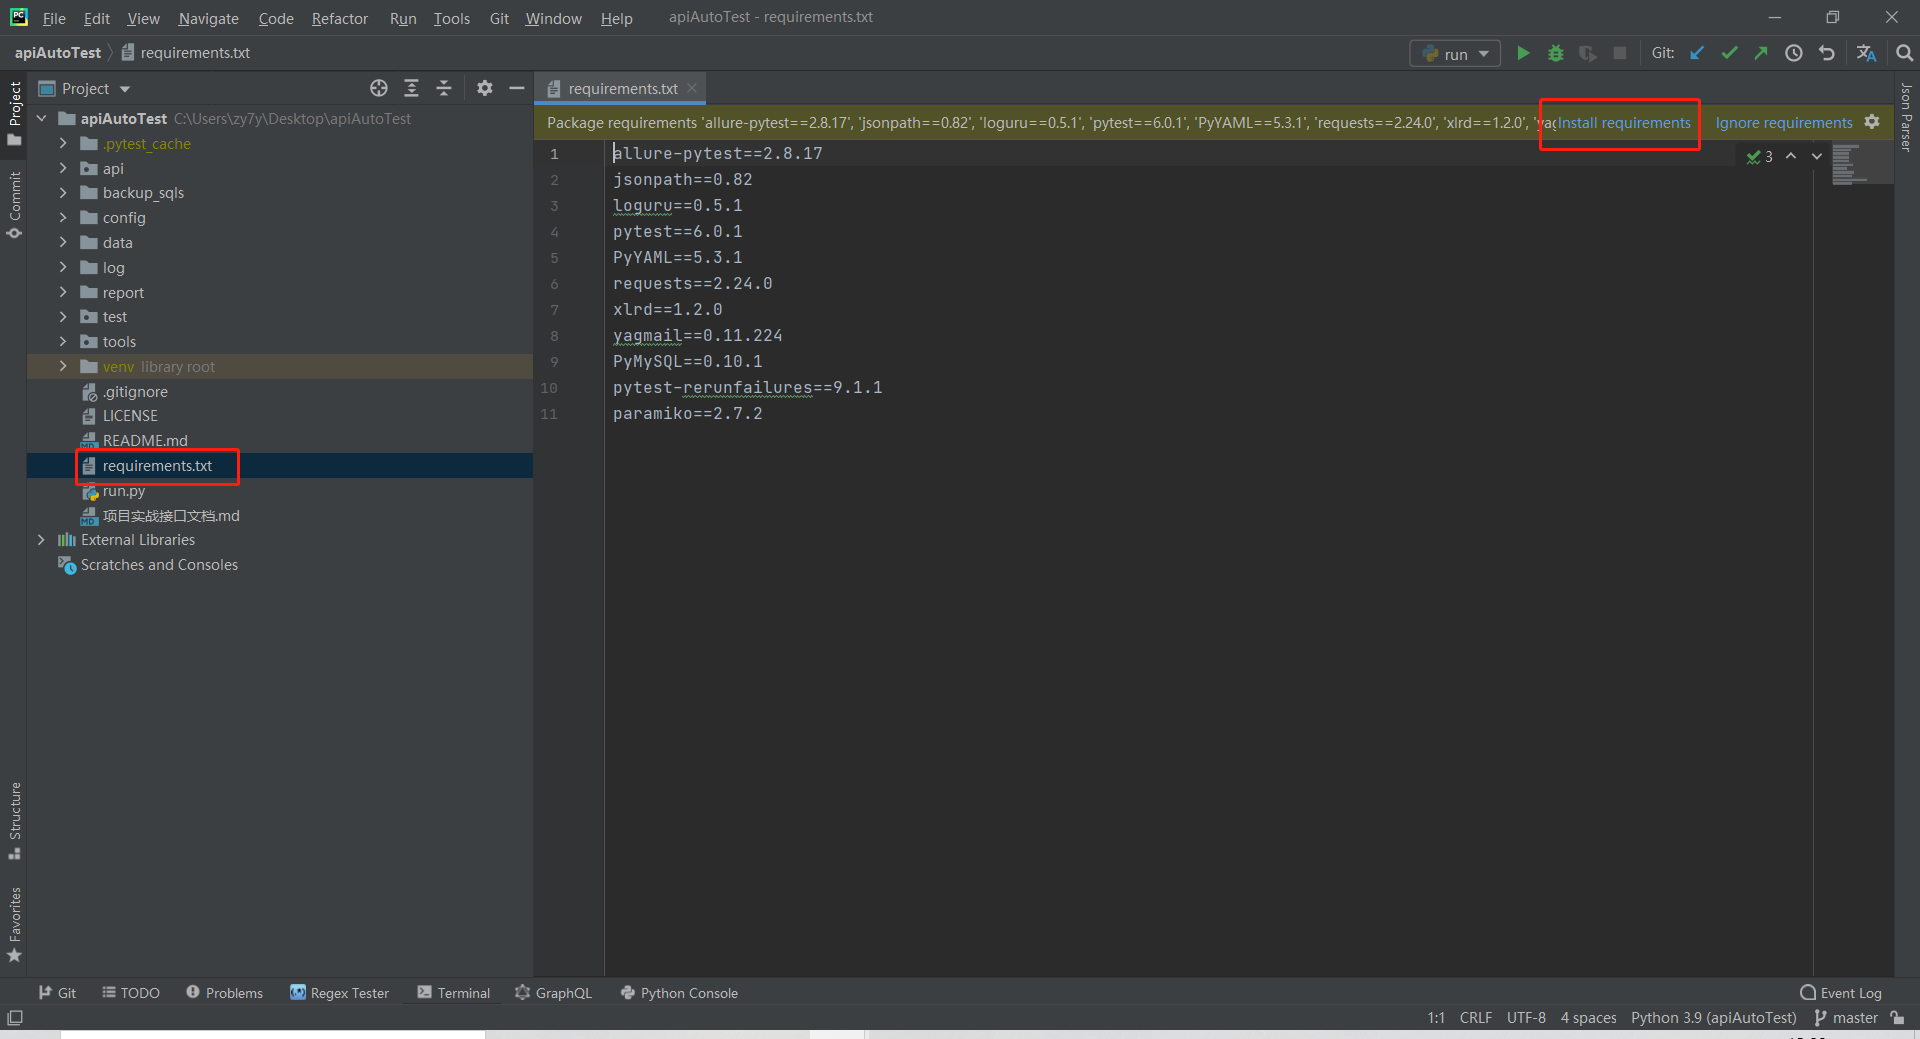 File Edit View Navigate Code Refactor Run Tools Git Window Help apiAutoTest - requirements.txt
apiAutoTest requirements.txt run Git:
Project
requirements.txt
Package requirements 'allure-pytest==2.8.17', 'jsonpath==0.82', 'loguru==0.5.1', 'pytest==6.0.1', 'PyYAML==5.3.1', 'requests==2.24.0', 'xlrd==1.2.0', 'yag Install requirements Ignore requirements
3
apiAutoTest C:\Users\zy7y\Desktop\apiAutoTest
.pytest_cache
api
backup_sqls
config
data
log
report
test
tools
venv library root
.gitignore
LICENSE
README.md
requirements.txt
run.py
项目实战接口文档.md
External Libraries
Scratches and Consoles
1 allure-pytest==2.8.17
2 jsonpath==0.82
3 loguru==0.5.1
4 pytest==6.0.1
5 PyYAML==5.3.1
6 requests==2.24.0
7 xlrd==1.2.0
8 yagmail==0.11.224
9 PyMySQL==0.10.1
10 pytest-rerunfailures==9.1.1
11 paramiko==2.7.2
Project
Commit
Structure
Favorites
Json Parser
Git TODO Problems Regex Tester Terminal GraphQL Python Console Event Log
1:1 CRLF UTF-8 4 spaces Python 3.9 (apiAutoTest) master